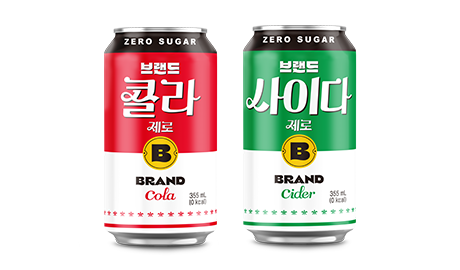 ZERO SUGAR
브랜드
콜라
제로
B
BRAND
Cola
355 mL
(0 kcal)
ZERO SUGAR
브랜드
사이다
제로
B
BRAND
Cider
355 mL
(0 kcal)